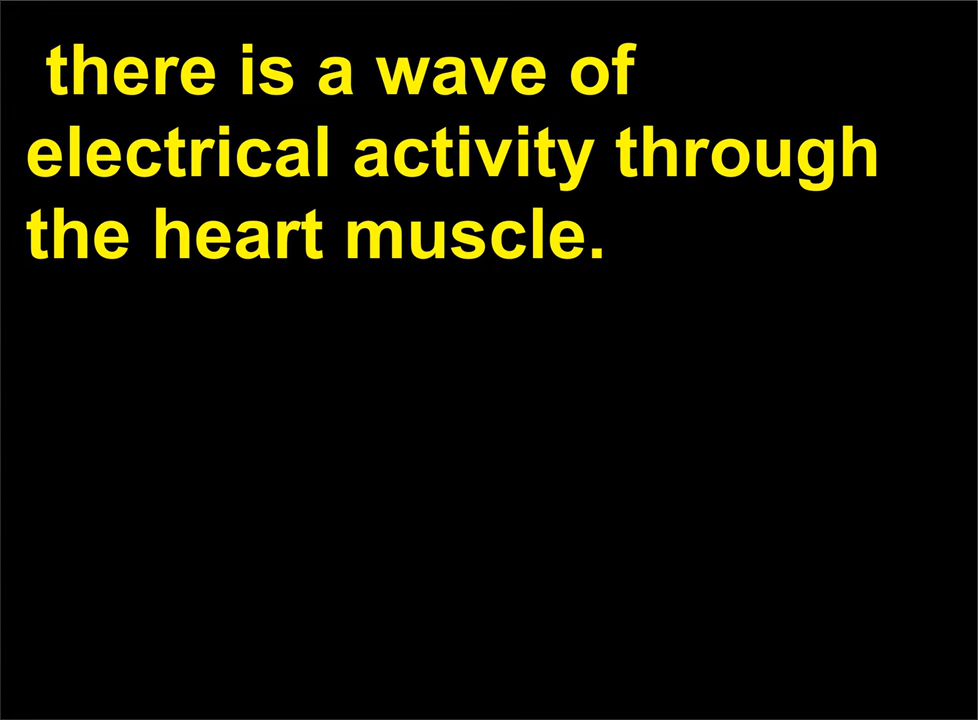 there is a wave of
electrical activity through
the heart muscle.